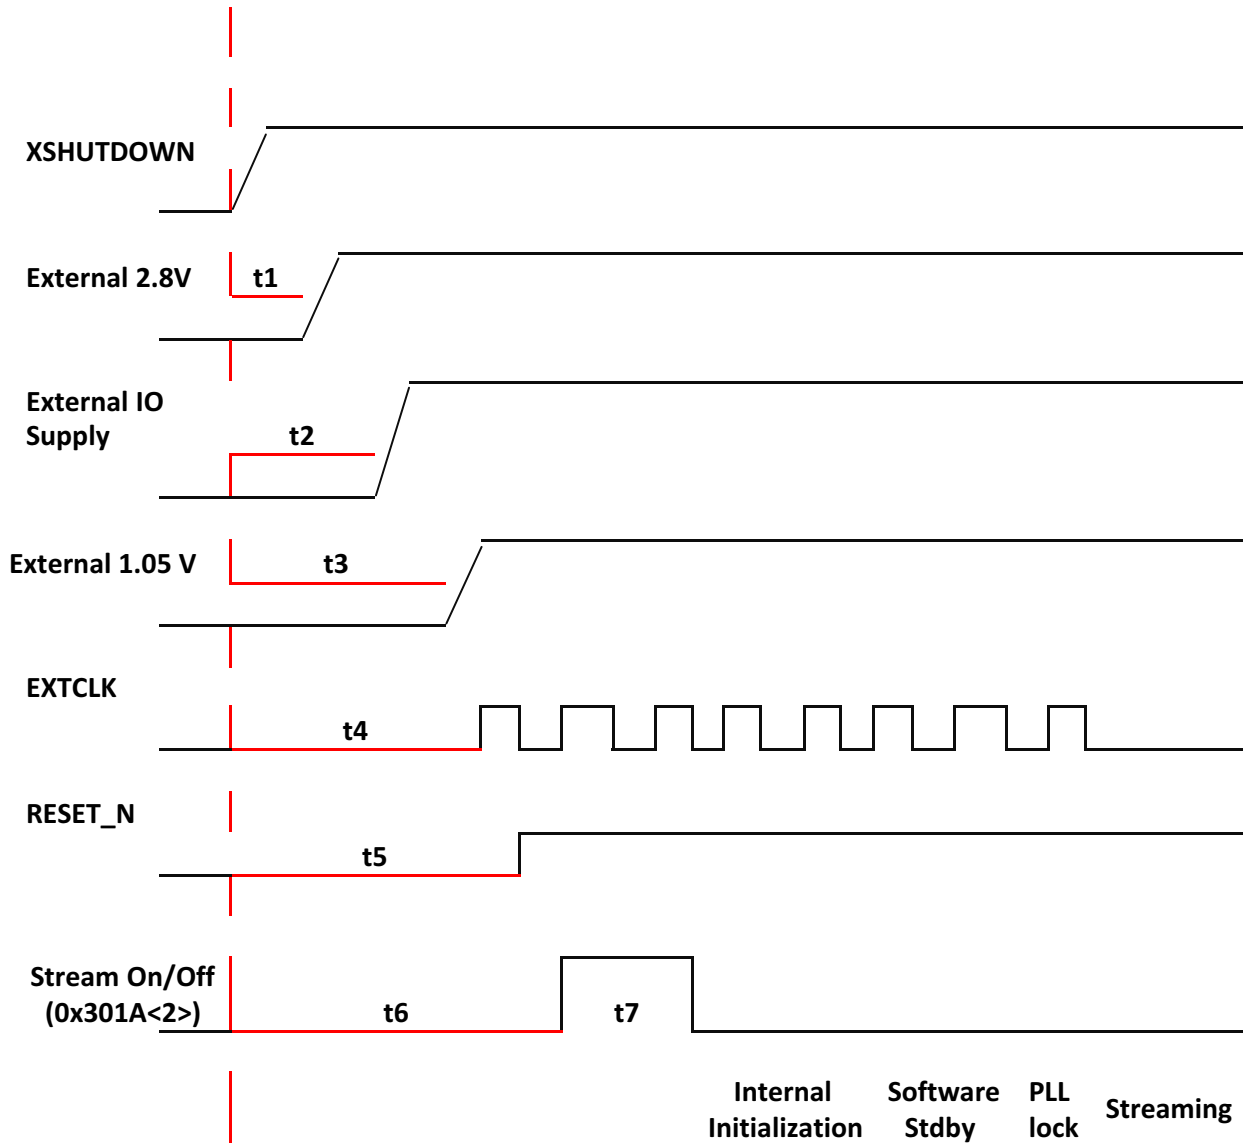 XSHUTDOWN
External 2.8V
t1
External IO
Supply
t2
External 1.05 V
t3
EXTCLK
t4
RESET_N
t5
Stream On/Off
(0x301A<2>)
t6
t7
Internal
Initialization
Software
Stdby
PLL
lock
Streaming